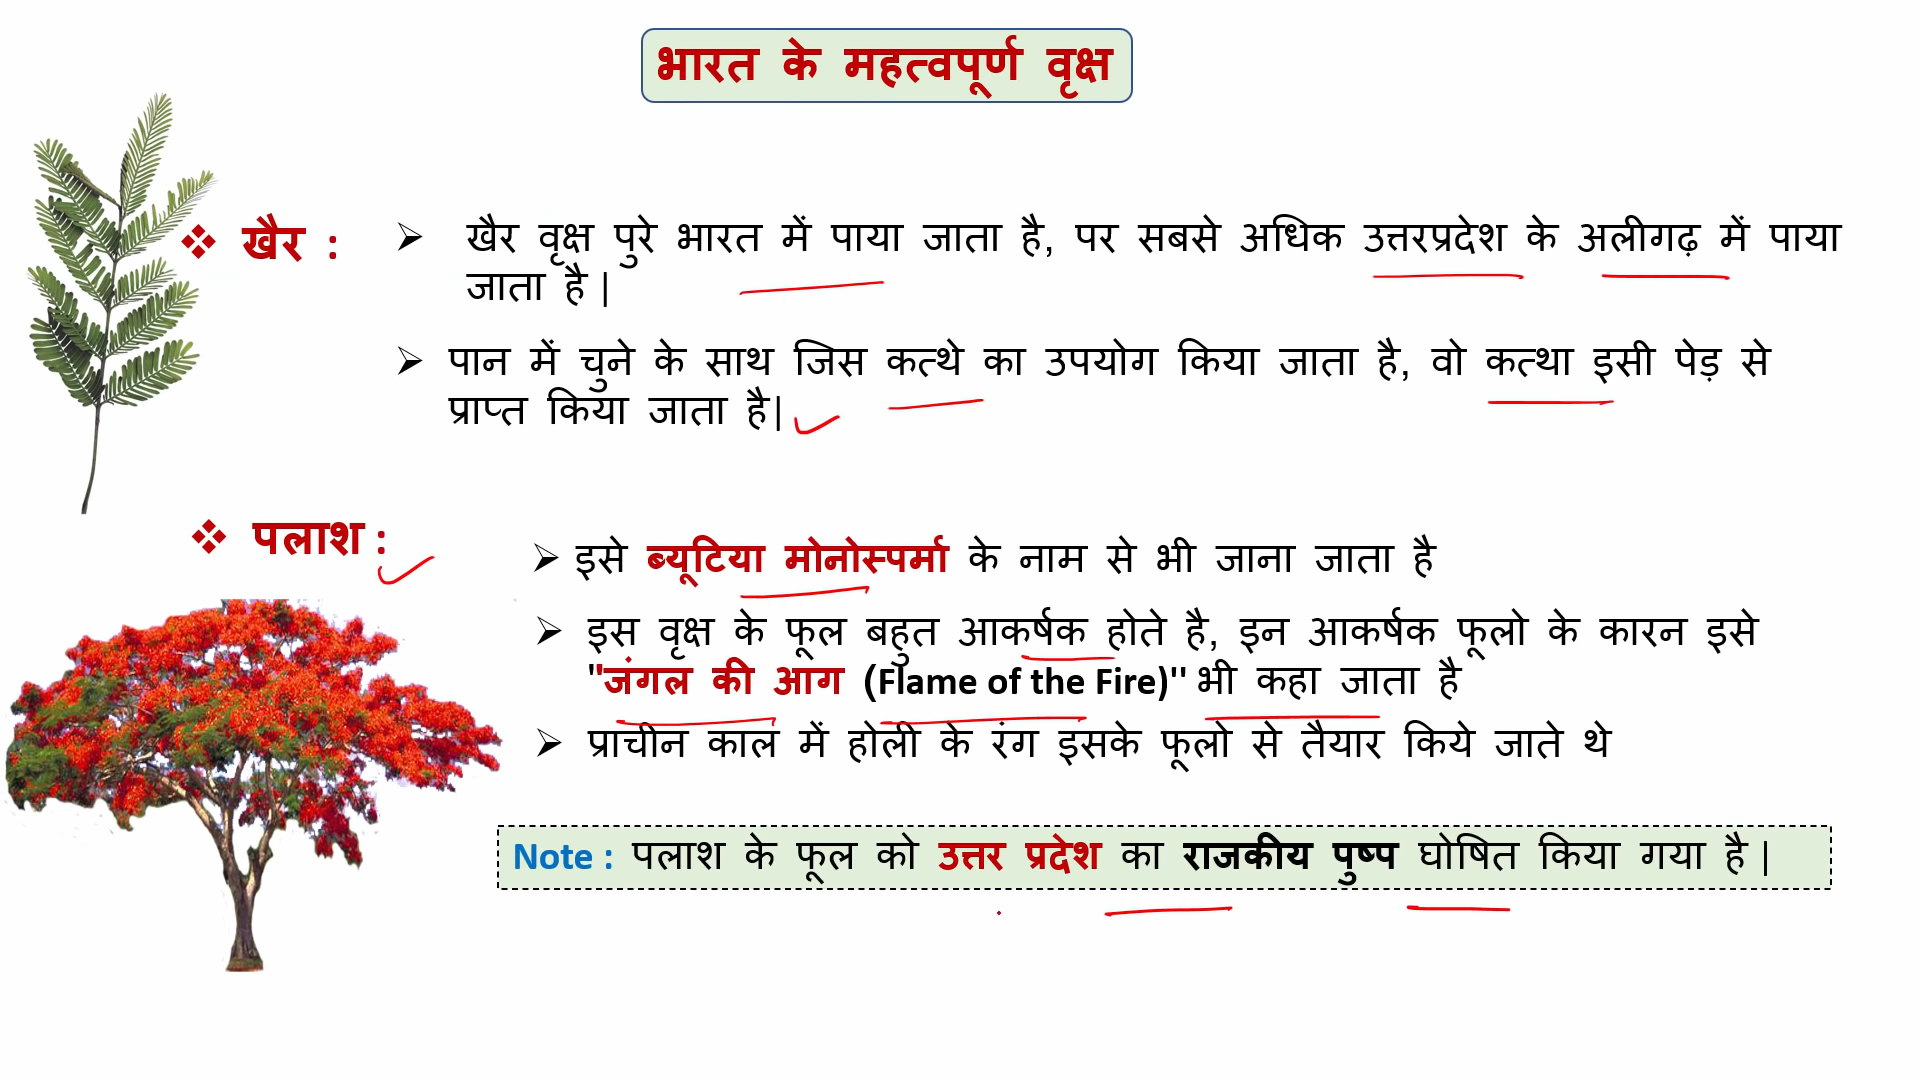 भारत के महत्वपूर्ण वृक्ष
❖ खैर :
➢ खैर वृक्ष पुरे भारत में पाया जाता है, पर सबसे अधिक उत्तरप्रदेश के अलीगढ़ में पाया
जाता है |
➢ पान में चुने के साथ जिस कत्थे का उपयोग किया जाता है, वो कत्था इसी पेड़ से
प्राप्त किया जाता है|
❖ पलाश :
➢ इसे ब्यूटिया मोनोस्पर्मा के नाम से भी जाना जाता है
➢ इस वृक्ष के फूल बहुत आकर्षक होते है, इन आकर्षक फूलो के कारन इसे
"जंगल की आग (Flame of the Fire)" भी कहा जाता है
➢ प्राचीन काल में होली के रंग इसके फूलो से तैयार किये जाते थे
Note : पलाश के फूल को उत्तर प्रदेश का राजकीय पुष्प घोषित किया गया है |